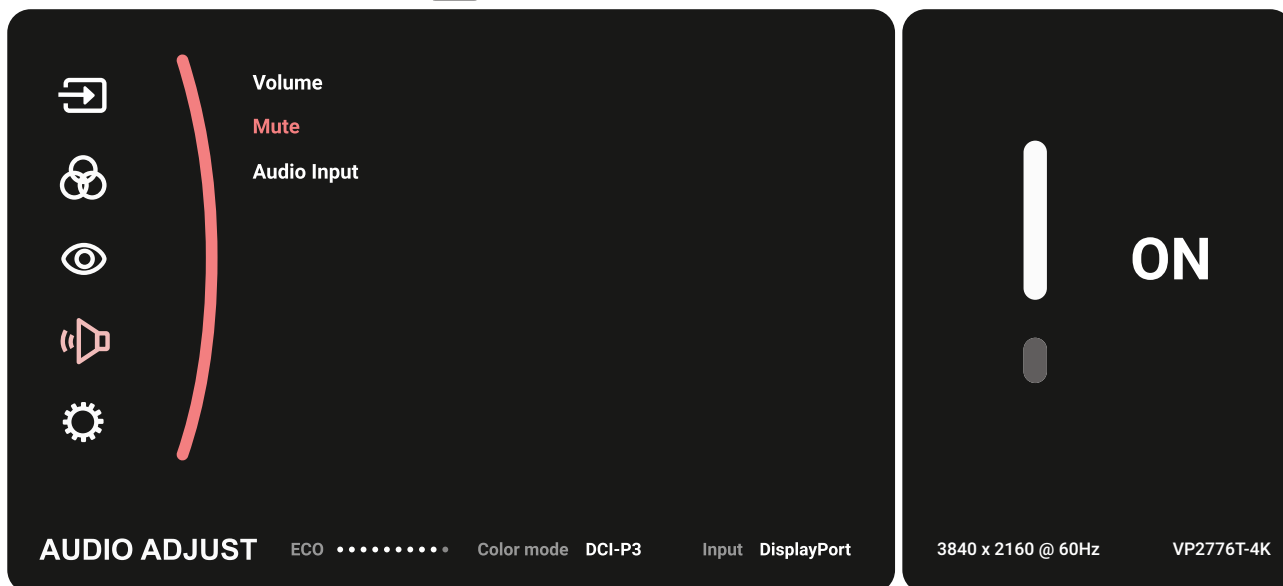 Volume
Mute
Audio Input
ON
AUDIO ADJUST ECO Color mode DCI-P3 Input DisplayPort 3840 x 2160 @ 60Hz VP2776T-4K